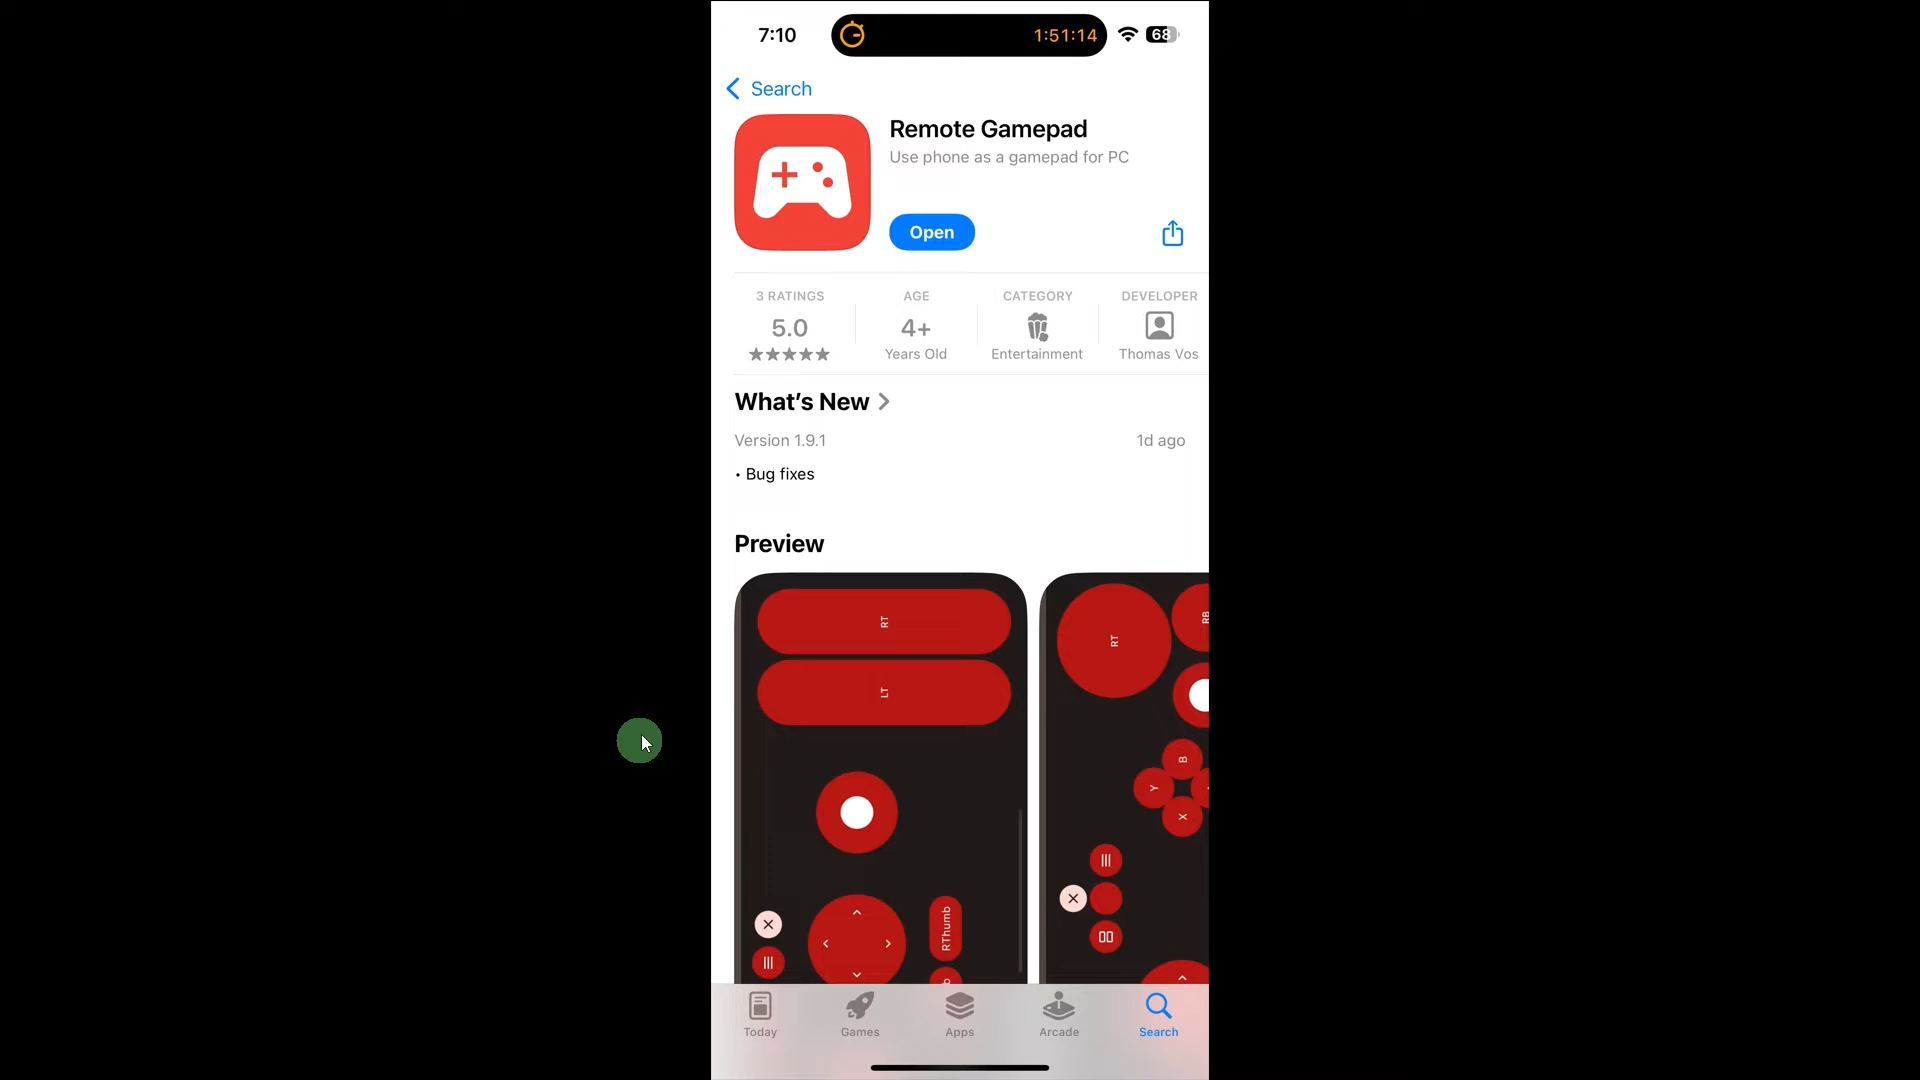 7:10
1:51:14
68
Search
Remote Gamepad
Use phone as a gamepad for PC
Open
3 RATINGS
AGE
CATEGORY
DEVELOPER
5.0
4+
Years Old
Entertainment
Thomas Vos
What's New
Version 1.9.1
1d ago
• Bug fixes
Preview
RT
LT
RThumb
RT
RB
B
Y
X
Today
Games
Apps
Arcade
Search